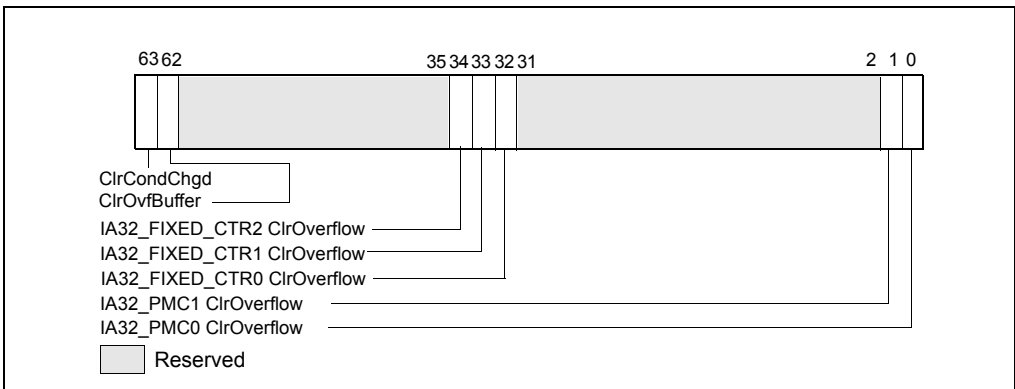 63 62 35 34 33 32 31 2 1 0
ClrCondChgd
ClrOvfBuffer
IA32_FIXED_CTR2 ClrOverflow
IA32_FIXED_CTR1 ClrOverflow
IA32_FIXED_CTR0 ClrOverflow
IA32_PMC1 ClrOverflow
IA32_PMC0 ClrOverflow
Reserved